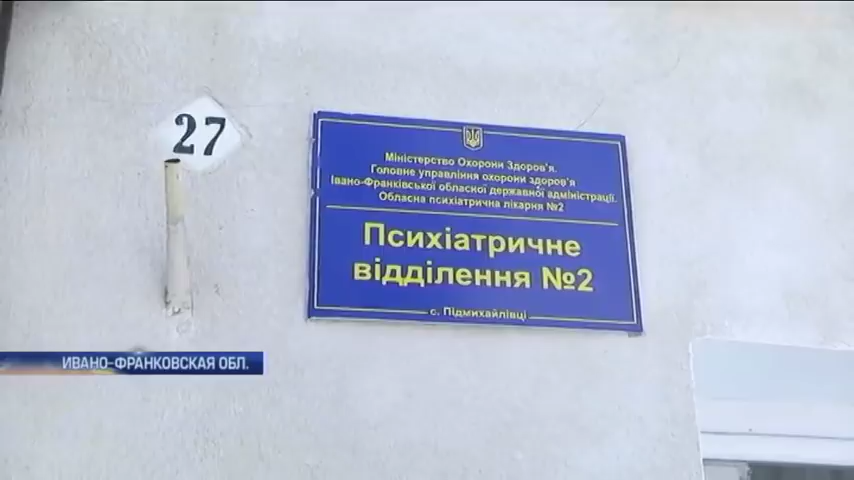 27
Міністерство Охорони Здоров'я.
Головне управління охорони здоров'я
Івано-Франківської обласної державної адміністрації.
Обласна психіатрична лікарня №2
Психіатричне
відділення №2
с. Підмихайлівці
ИВАНО-ФРАНКОВСКАЯ ОБЛ.